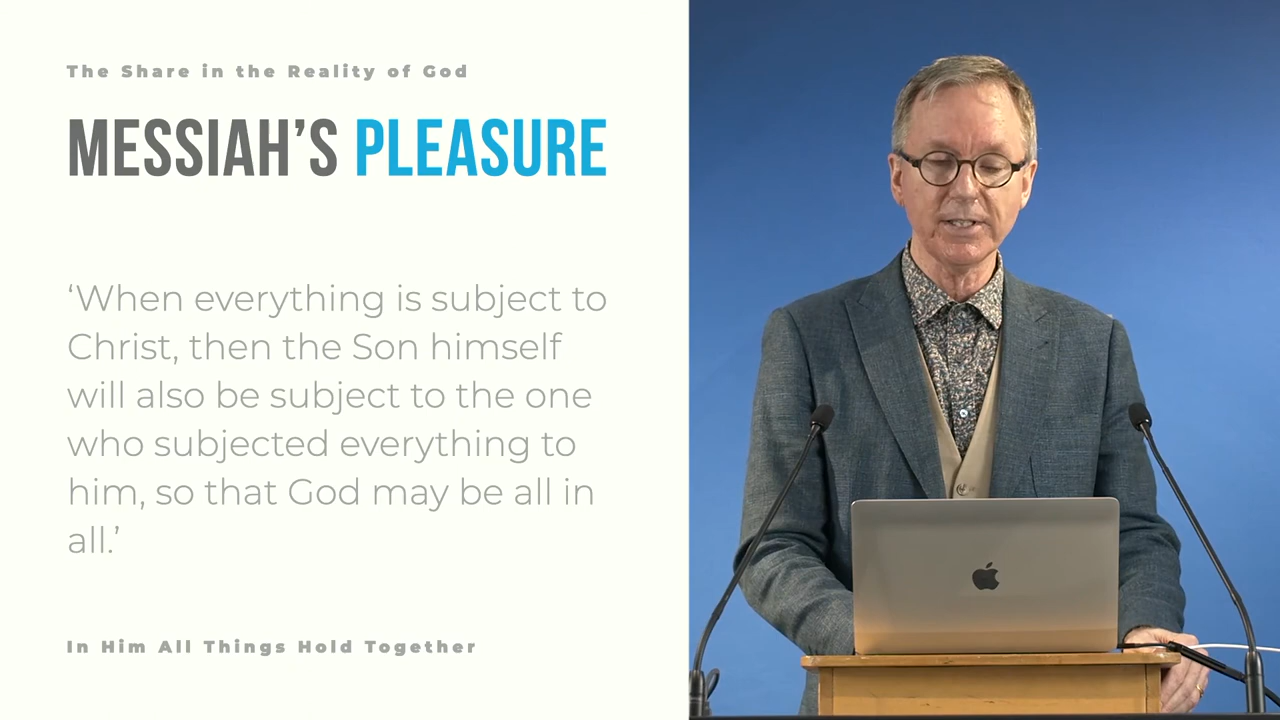 The Share in the Reality of God
MESSIAH’S PLEASURE
‘When everything is subject to
Christ, then the Son himself
will also be subject to the one
who subjected everything to
him, so that God may be all in
all.’
In Him All Things Hold Together